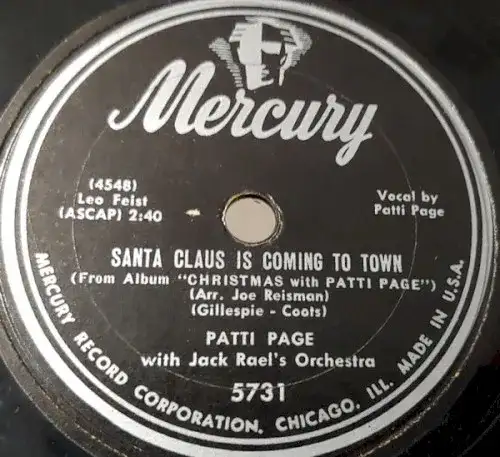 Mercury
(4548)
Leo Feist
(ASCAP) 2:40
Vocal by
Patti Page
SANTA CLAUS IS COMING TO TOWN
(From Album "CHRISTMAS with PATTI PAGE")
(Arr. Joe Reisman)
(Gillespie - Coots)
PATTI PAGE
with Jack Rael's Orchestra
5731
MERCURY RECORD CORPORATION. CHICAGO. ILL. MADE IN U.S.A.